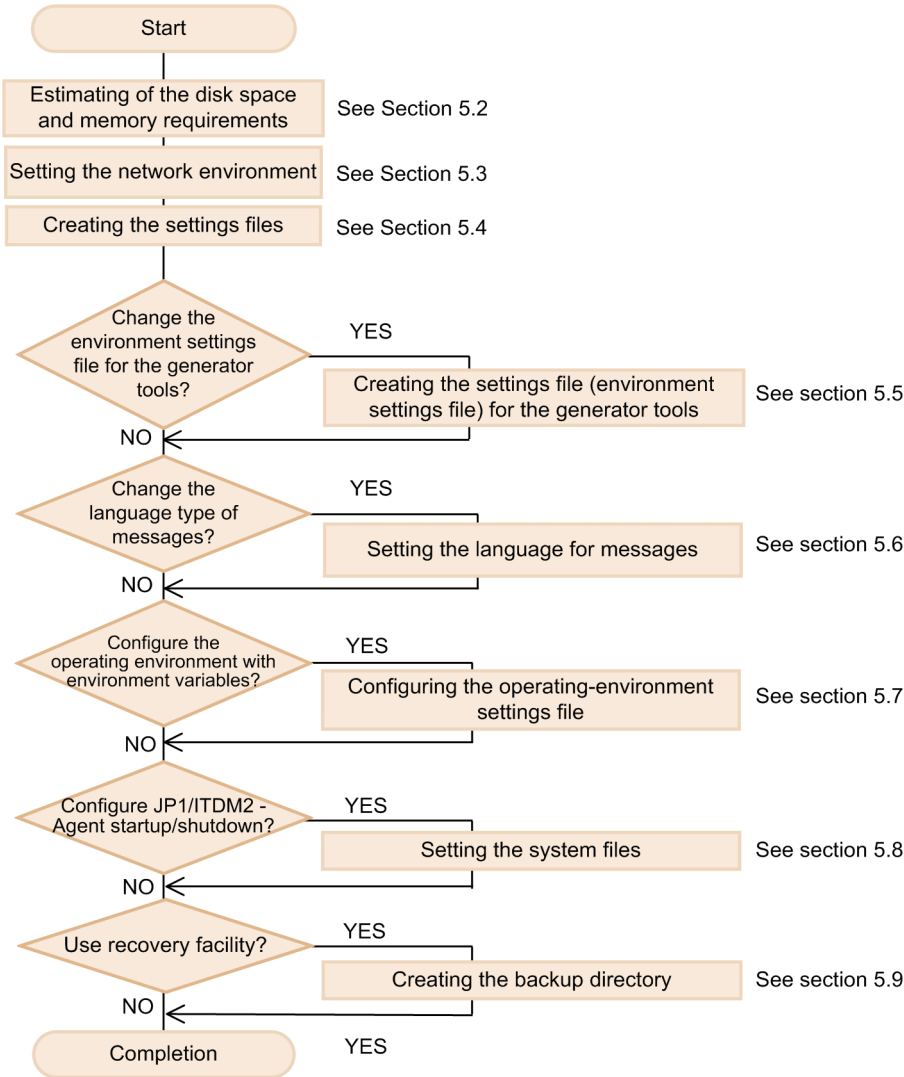 Start
Estimating of the disk space
and memory requirements
See Section 5.2
Setting the network environment
See Section 5.3
Creating the settings files
See Section 5.4
Change the
environment settings
file for the generator
tools?
YES
Creating the settings file (environment
settings file) for the generator tools
See section 5.5
NO
Change the
language type of
messages?
YES
Setting the language for messages
See section 5.6
NO
Configure the
operating environment with
environment variables?
YES
Configuring the operating-environment
settings file
See section 5.7
NO
Configure JP1/ITDM2 -
Agent startup/shutdown?
YES
Setting the system files
See section 5.8
NO
Use recovery facility?
YES
Creating the backup directory
See section 5.9
NO
Completion
YES